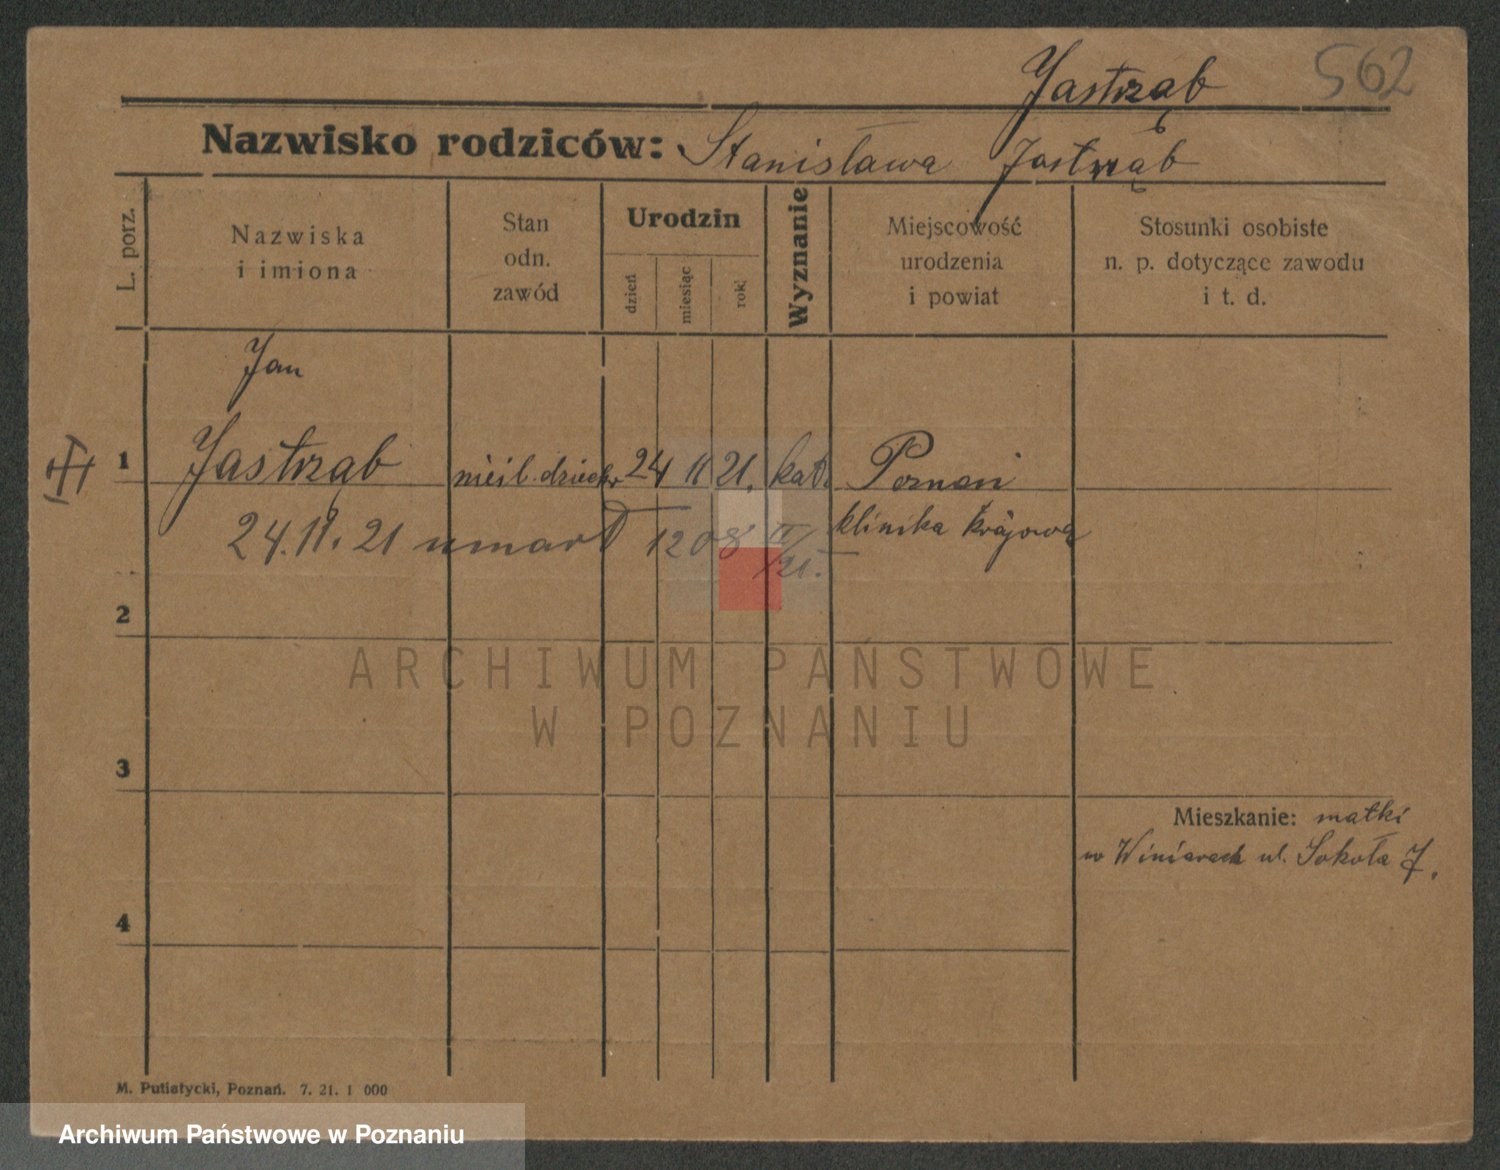 Jastrząb 562
Nazwisko rodziców: Stanisława Jastrząb
L. porz.
Nazwiska
i imiona
Stan
odn.
zawód
Urodzin
dzień
miesiąc
rok
Wyznanie
Miejscowość
urodzenia
i powiat
Stosunki osobiste
n. p. dotyczące zawodu
i t. d.
Jan
1 Jastrząb nieśl. dziecko 24 11 21. kat. Poznań
24.11.21 umarł 1208 II/21. klinika krajowa
2
ARCHIWUM PAŃSTWOWE
W POZNANIU
3
Mieszkanie: matki
w Winiarach ul. Sokoła 7.
4
M. Putiatycki, Poznań. 7. 21. 1 000
Archiwum Państwowe w Poznaniu